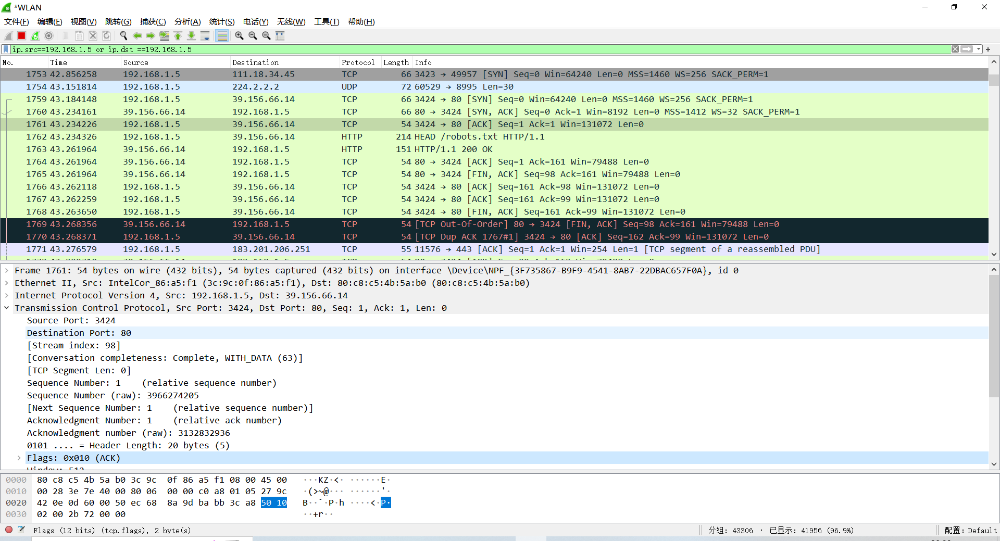 *WLAN
文件(F) 编辑(E) 视图(V) 跳转(G) 捕获(C) 分析(A) 统计(S) 电话(Y) 无线(W) 工具(T) 帮助(H)
ip.src==192.168.1.5 or ip.dst ==192.168.1.5
No. Time Source Destination Protocol Length Info
1753 42.856258 192.168.1.5 111.18.34.45 TCP 66 3423 → 49957 [SYN] Seq=0 Win=64240 Len=0 MSS=1460 WS=256 SACK_PERM=1
1754 43.151814 192.168.1.5 224.2.2.2 UDP 72 60529 → 8995 Len=30
1759 43.184148 192.168.1.5 39.156.66.14 TCP 66 3424 → 80 [SYN] Seq=0 Win=64240 Len=0 MSS=1460 WS=256 SACK_PERM=1
1760 43.234161 39.156.66.14 192.168.1.5 TCP 66 80 → 3424 [SYN, ACK] Seq=0 Ack=1 Win=8192 Len=0 MSS=1412 WS=32 SACK_PERM=1
1761 43.234226 192.168.1.5 39.156.66.14 TCP 54 3424 → 80 [ACK] Seq=1 Ack=1 Win=131072 Len=0
1762 43.234326 192.168.1.5 39.156.66.14 HTTP 214 HEAD /robots.txt HTTP/1.1
1763 43.261964 39.156.66.14 192.168.1.5 HTTP 151 HTTP/1.1 200 OK
1764 43.261964 39.156.66.14 192.168.1.5 TCP 54 80 → 3424 [ACK] Seq=1 Ack=161 Win=79488 Len=0
1765 43.261964 39.156.66.14 192.168.1.5 TCP 54 80 → 3424 [FIN, ACK] Seq=98 Ack=161 Win=79488 Len=0
1766 43.262118 192.168.1.5 39.156.66.14 TCP 54 3424 → 80 [ACK] Seq=161 Ack=98 Win=131072 Len=0
1767 43.262259 192.168.1.5 39.156.66.14 TCP 54 3424 → 80 [ACK] Seq=161 Ack=99 Win=131072 Len=0
1768 43.263650 192.168.1.5 39.156.66.14 TCP 54 3424 → 80 [FIN, ACK] Seq=161 Ack=99 Win=131072 Len=0
1769 43.268356 39.156.66.14 192.168.1.5 TCP 54 [TCP Out-Of-Order] 80 → 3424 [FIN, ACK] Seq=98 Ack=161 Win=79488 Len=0
1770 43.268371 192.168.1.5 39.156.66.14 TCP 54 [TCP Dup ACK 1767#1] 3424 → 80 [ACK] Seq=162 Ack=99 Win=131072 Len=0
1771 43.276579 192.168.1.5 183.201.206.251 TCP 55 11576 → 443 [ACK] Seq=1 Ack=1 Win=254 Len=1 [TCP segment of a reassembled PDU]
Frame 1761: 54 bytes on wire (432 bits), 54 bytes captured (432 bits) on interface \Device\NPF_{3F735867-B9F9-4541-8AB7-22DBAC657F0A}, id 0
Ethernet II, Src: IntelCor_86:a5:f1 (3c:9c:0f:86:a5:f1), Dst: 80:c8:c5:4b:5a:b0 (80:c8:c5:4b:5a:b0)
Internet Protocol Version 4, Src: 192.168.1.5, Dst: 39.156.66.14
Transmission Control Protocol, Src Port: 3424, Dst Port: 80, Seq: 1, Ack: 1, Len: 0
Source Port: 3424
Destination Port: 80
[Stream index: 98]
[Conversation completeness: Complete, WITH_DATA (63)]
[TCP Segment Len: 0]
Sequence Number: 1 (relative sequence number)
Sequence Number (raw): 3966274205
[Next Sequence Number: 1 (relative sequence number)]
Acknowledgment Number: 1 (relative ack number)
Acknowledgment number (raw): 3132832936
0101 .... = Header Length: 20 bytes (5)
Flags: 0x010 (ACK)
0000 80 c8 c5 4b 5a b0 3c 9c 0f 86 a5 f1 08 00 45 00 ···KZ·<· ······E·
0010 00 28 3e 7e 40 00 80 06 00 00 c0 a8 01 05 27 9c ·(>~@··· ······'·
0020 42 0e 0d 60 00 50 ec 68 8a 9d ba bb 3c a8 50 10 B··`·P·h ····<·P·
0030 02 00 2b 72 00 00 ··+r··
Flags (12 bits) (tcp.flags), 2 byte(s) 分组: 43306 · 已显示: 41956 (96.9%) 配置: Default